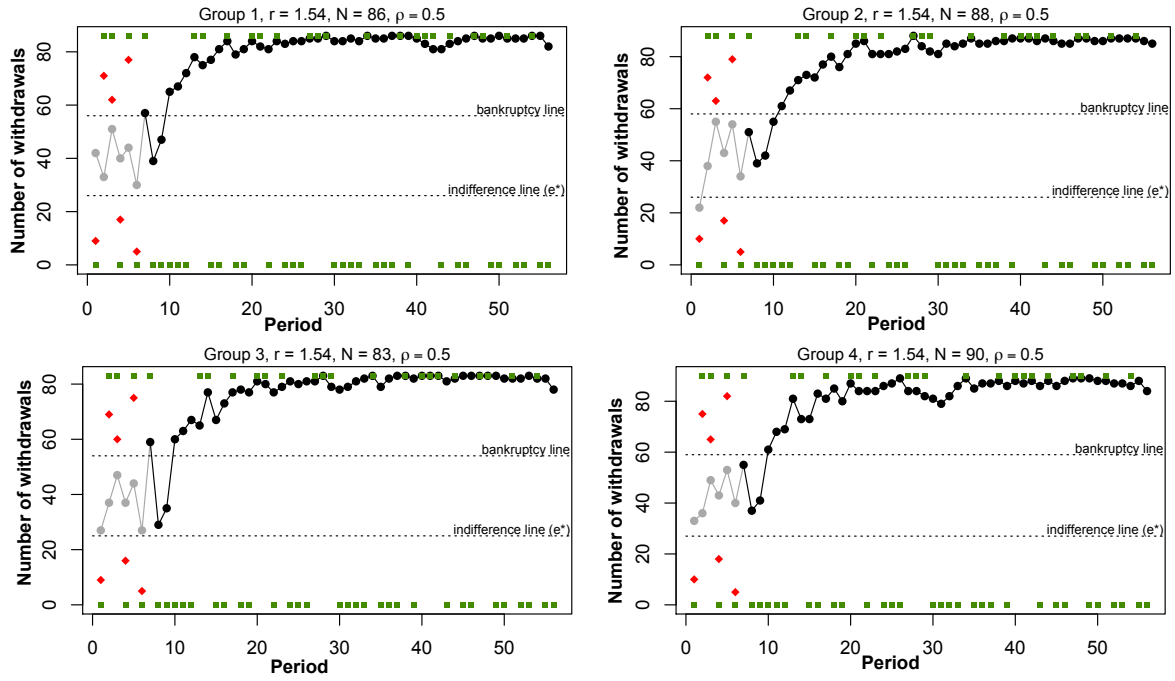 Group 1, r = 1.54, N = 86, ρ = 0.5
Number of withdrawals
80
60
40
20
0
bankruptcy line
indifference line (e*)
0 10 20 30 40 50
Period
Group 2, r = 1.54, N = 88, ρ = 0.5
Number of withdrawals
80
60
40
20
0
bankruptcy line
indifference line (e*)
0 10 20 30 40 50
Period
Group 3, r = 1.54, N = 83, ρ = 0.5
Number of withdrawals
80
60
40
20
0
bankruptcy line
indifference line (e*)
0 10 20 30 40 50
Period
Group 4, r = 1.54, N = 90, ρ = 0.5
Number of withdrawals
80
60
40
20
0
bankruptcy line
indifference line (e*)
0 10 20 30 40 50
Period